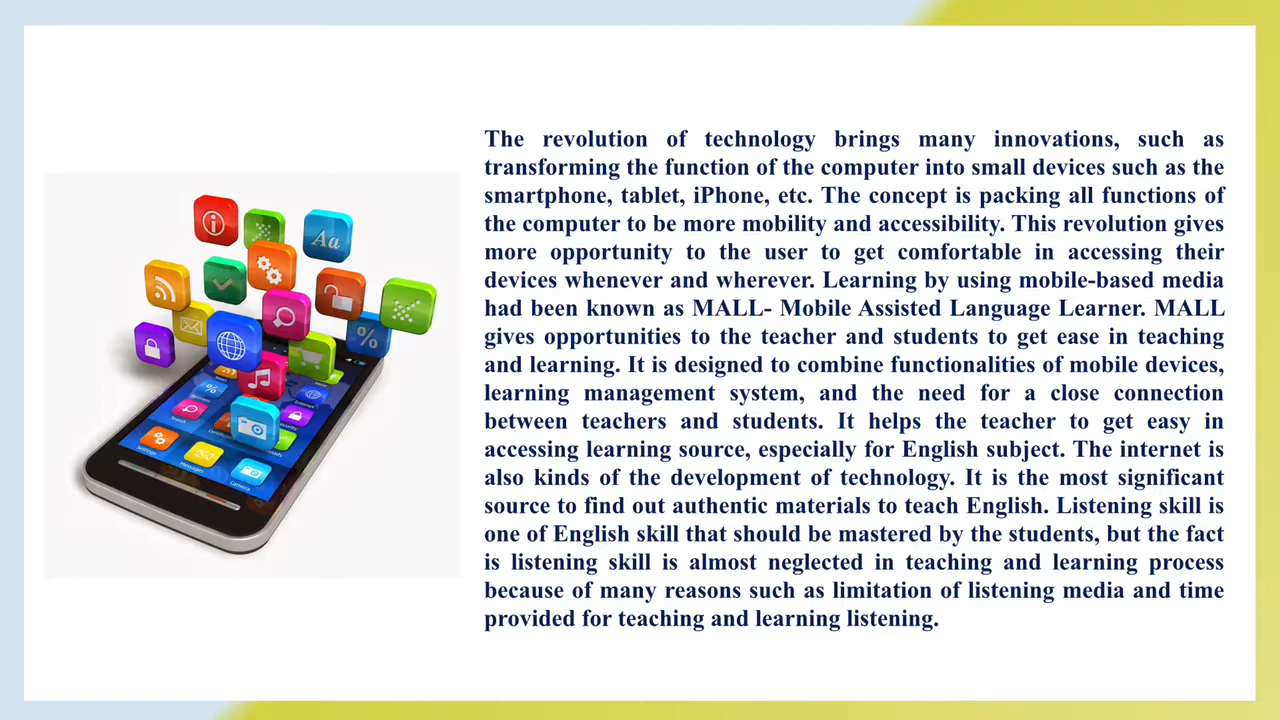 The revolution of technology brings many innovations, such as
transforming the function of the computer into small devices such as the
smartphone, tablet, iPhone, etc. The concept is packing all functions of
the computer to be more mobility and accessibility. This revolution gives
more opportunity to the user to get comfortable in accessing their
devices whenever and wherever. Learning by using mobile-based media
had been known as MALL- Mobile Assisted Language Learner. MALL
gives opportunities to the teacher and students to get ease in teaching
and learning. It is designed to combine functionalities of mobile devices,
learning management system, and the need for a close connection
between teachers and students. It helps the teacher to get easy in
accessing learning source, especially for English subject. The internet is
also kinds of the development of technology. It is the most significant
source to find out authentic materials to teach English. Listening skill is
one of English skill that should be mastered by the students, but the fact
is listening skill is almost neglected in teaching and learning process
because of many reasons such as limitation of listening media and time
provided for teaching and learning listening.
Aa
%
%
Search
Settings
Messages
Camera